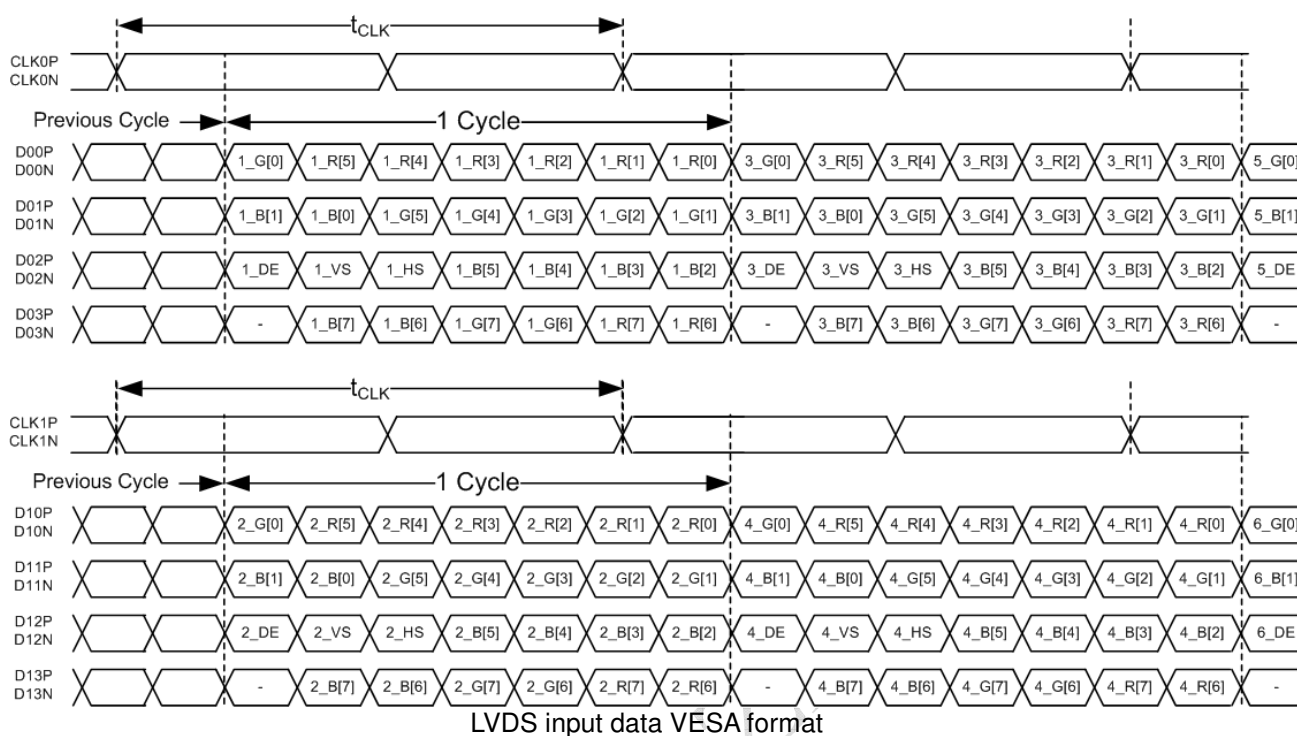 tCLK
CLK0P
CLK0N
Previous Cycle
1 Cycle
D00P
D00N
1_G[0] 1_R[5] 1_R[4] 1_R[3] 1_R[2] 1_R[1] 1_R[0] 3_G[0] 3_R[5] 3_R[4] 3_R[3] 3_R[2] 3_R[1] 3_R[0] 5_G[0]
D01P
D01N
1_B[1] 1_B[0] 1_G[5] 1_G[4] 1_G[3] 1_G[2] 1_G[1] 3_B[1] 3_B[0] 3_G[5] 3_G[4] 3_G[3] 3_G[2] 3_G[1] 5_B[1]
D02P
D02N
1_DE 1_VS 1_HS 1_B[5] 1_B[4] 1_B[3] 1_B[2] 3_DE 3_VS 3_HS 3_B[5] 3_B[4] 3_B[3] 3_B[2] 5_DE
D03P
D03N
- 1_B[7] 1_B[6] 1_G[7] 1_G[6] 1_R[7] 1_R[6] - 3_B[7] 3_B[6] 3_G[7] 3_G[6] 3_R[7] 3_R[6] -
tCLK
CLK1P
CLK1N
Previous Cycle
1 Cycle
D10P
D10N
2_G[0] 2_R[5] 2_R[4] 2_R[3] 2_R[2] 2_R[1] 2_R[0] 4_G[0] 4_R[5] 4_R[4] 4_R[3] 4_R[2] 4_R[1] 4_R[0] 6_G[0]
D11P
D11N
2_B[1] 2_B[0] 2_G[5] 2_G[4] 2_G[3] 2_G[2] 2_G[1] 4_B[1] 4_B[0] 4_G[5] 4_G[4] 4_G[3] 4_G[2] 4_G[1] 6_B[1]
D12P
D12N
2_DE 2_VS 2_HS 2_B[5] 2_B[4] 2_B[3] 2_B[2] 4_DE 4_VS 4_HS 4_B[5] 4_B[4] 4_B[3] 4_B[2] 6_DE
D13P
D13N
- 2_B[7] 2_B[6] 2_G[7] 2_G[6] 2_R[7] 2_R[6] - 4_B[7] 4_B[6] 4_G[7] 4_G[6] 4_R[7] 4_R[6] -
LVDS input data VESA format